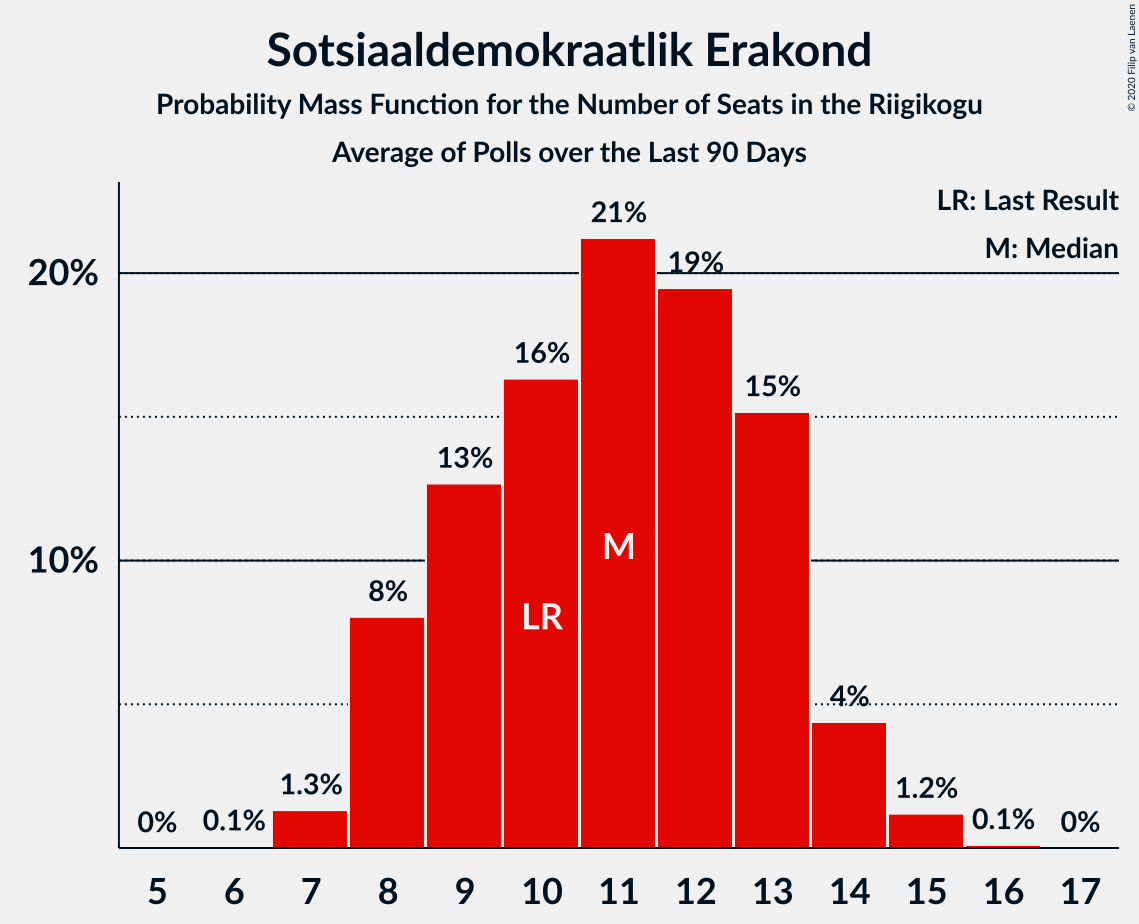 Sotsiaaldemokraatlik Erakond
Probability Mass Function for the Number of Seats in the Riigikogu
Average of Polls over the Last 90 Days
© 2020 Filip van Laenen
LR: Last Result
M: Median
20%
10%
0%
0.1%
1.3%
8%
13%
16%
21%
19%
15%
4%
1.2%
0.1%
0%
M
LR
5 6 7 8 9 10 11 12 13 14 15 16 17